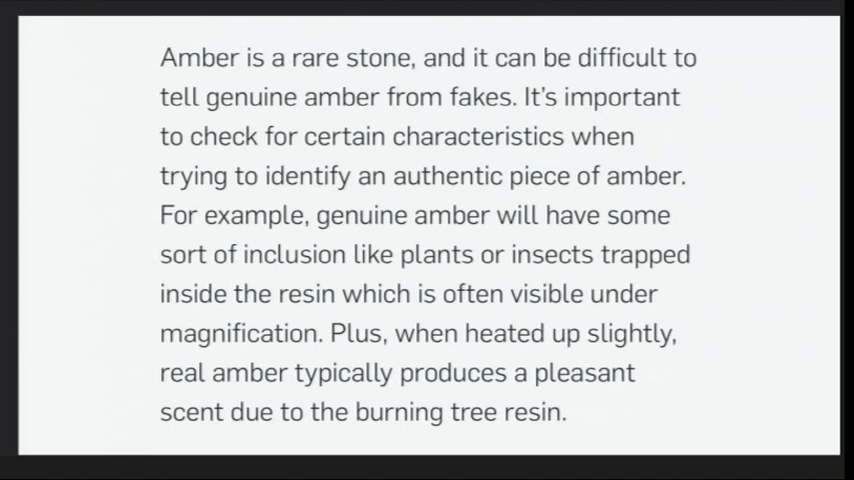 Amber is a rare stone, and it can be difficult to
tell genuine amber from fakes. It's important
to check for certain characteristics when
trying to identify an authentic piece of amber.
For example, genuine amber will have some
sort of inclusion like plants or insects trapped
inside the resin which is often visible under
magnification. Plus, when heated up slightly,
real amber typically produces a pleasant
scent due to the burning tree resin.